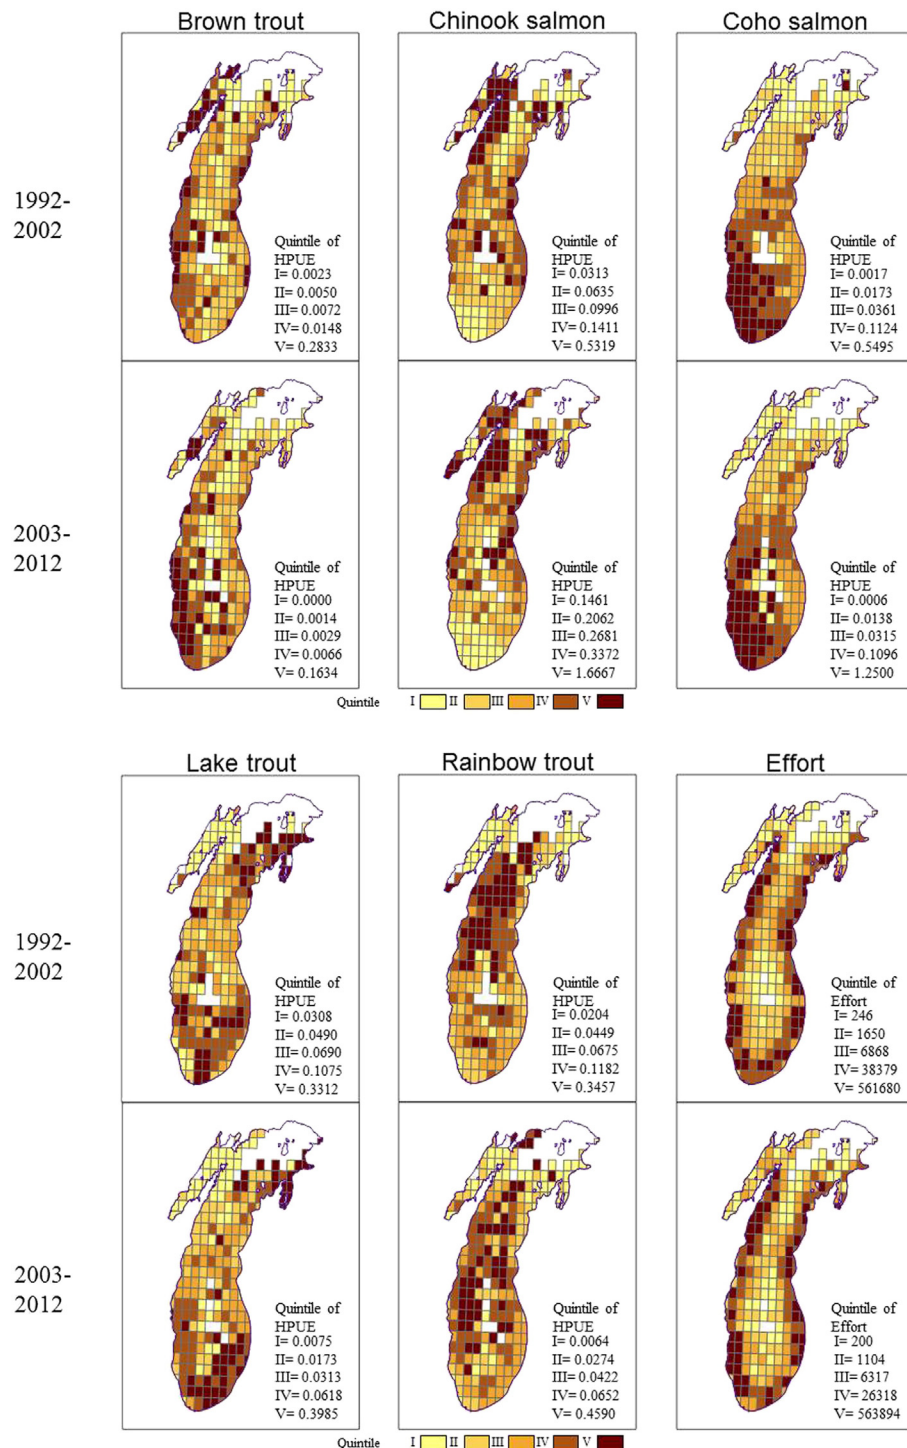 Brown trout
Chinook salmon
Coho salmon
1992-
2002
Quintile of
HPUE
I= 0.0023
II= 0.0050
III= 0.0072
IV= 0.0148
V= 0.2833
Quintile of
HPUE
I= 0.0313
II= 0.0635
III= 0.0996
IV= 0.1411
V= 0.5319
Quintile of
HPUE
I= 0.0017
II= 0.0173
III= 0.0361
IV= 0.1124
V= 0.5495
2003-
2012
Quintile of
HPUE
I= 0.0000
II= 0.0014
III= 0.0029
IV= 0.0066
V= 0.1634
Quintile of
HPUE
I= 0.1461
II= 0.2062
III= 0.2681
IV= 0.3372
V= 1.6667
Quintile of
HPUE
I= 0.0006
II= 0.0138
III= 0.0315
IV= 0.1096
V= 1.2500
Quintile I II III IV V
Lake trout
Rainbow trout
Effort
1992-
2002
Quintile of
HPUE
I= 0.0308
II= 0.0490
III= 0.0690
IV= 0.1075
V= 0.3312
Quintile of
HPUE
I= 0.0204
II= 0.0449
III= 0.0675
IV= 0.1182
V= 0.3457
Quintile of
Effort
I= 246
II= 1650
III= 6868
IV= 38379
V= 561680
2003-
2012
Quintile of
HPUE
I= 0.0075
II= 0.0173
III= 0.0313
IV= 0.0618
V= 0.3985
Quintile of
HPUE
I= 0.0064
II= 0.0274
III= 0.0422
IV= 0.0652
V= 0.4590
Quintile of
Effort
I= 200
II= 1104
III= 6317
IV= 26318
V= 563894
Quintile I II III IV V